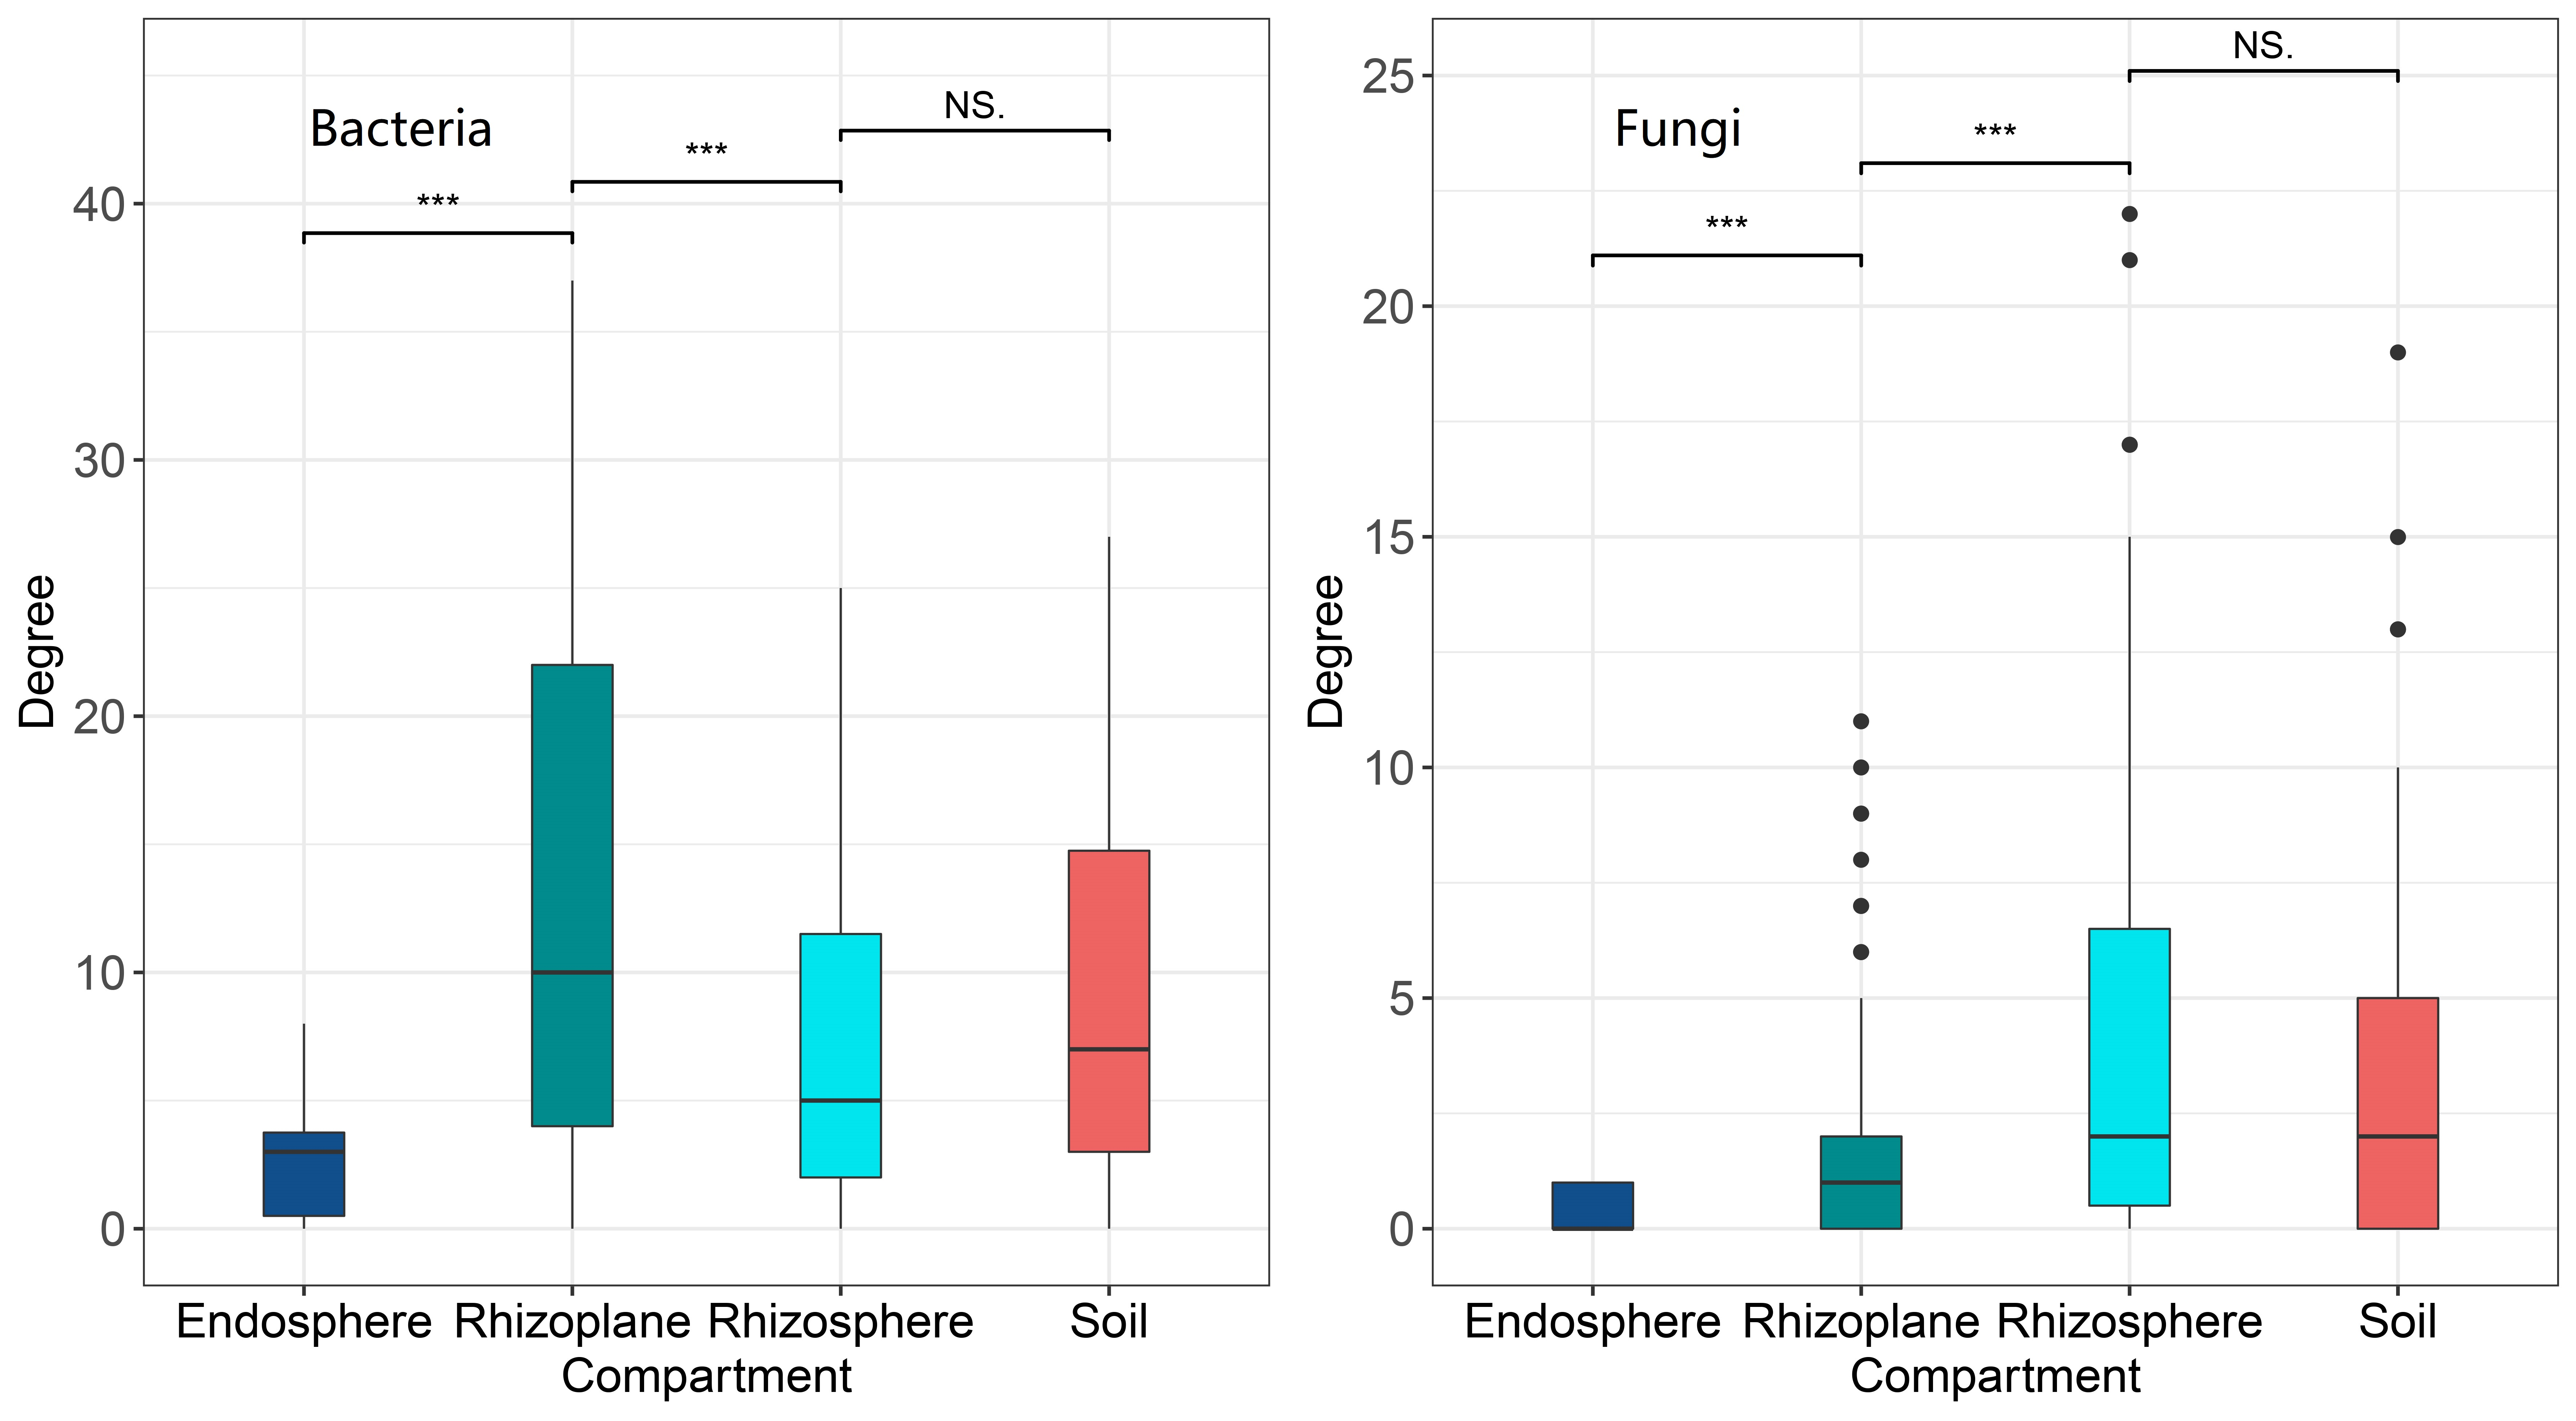 Bacteria
***
***
NS.
40
30
20
10
0
Degree
Endosphere Rhizoplane Rhizosphere Soil
Compartment
Fungi
***
***
NS.
25
20
15
10
5
0
Degree
Endosphere Rhizoplane Rhizosphere Soil
Compartment